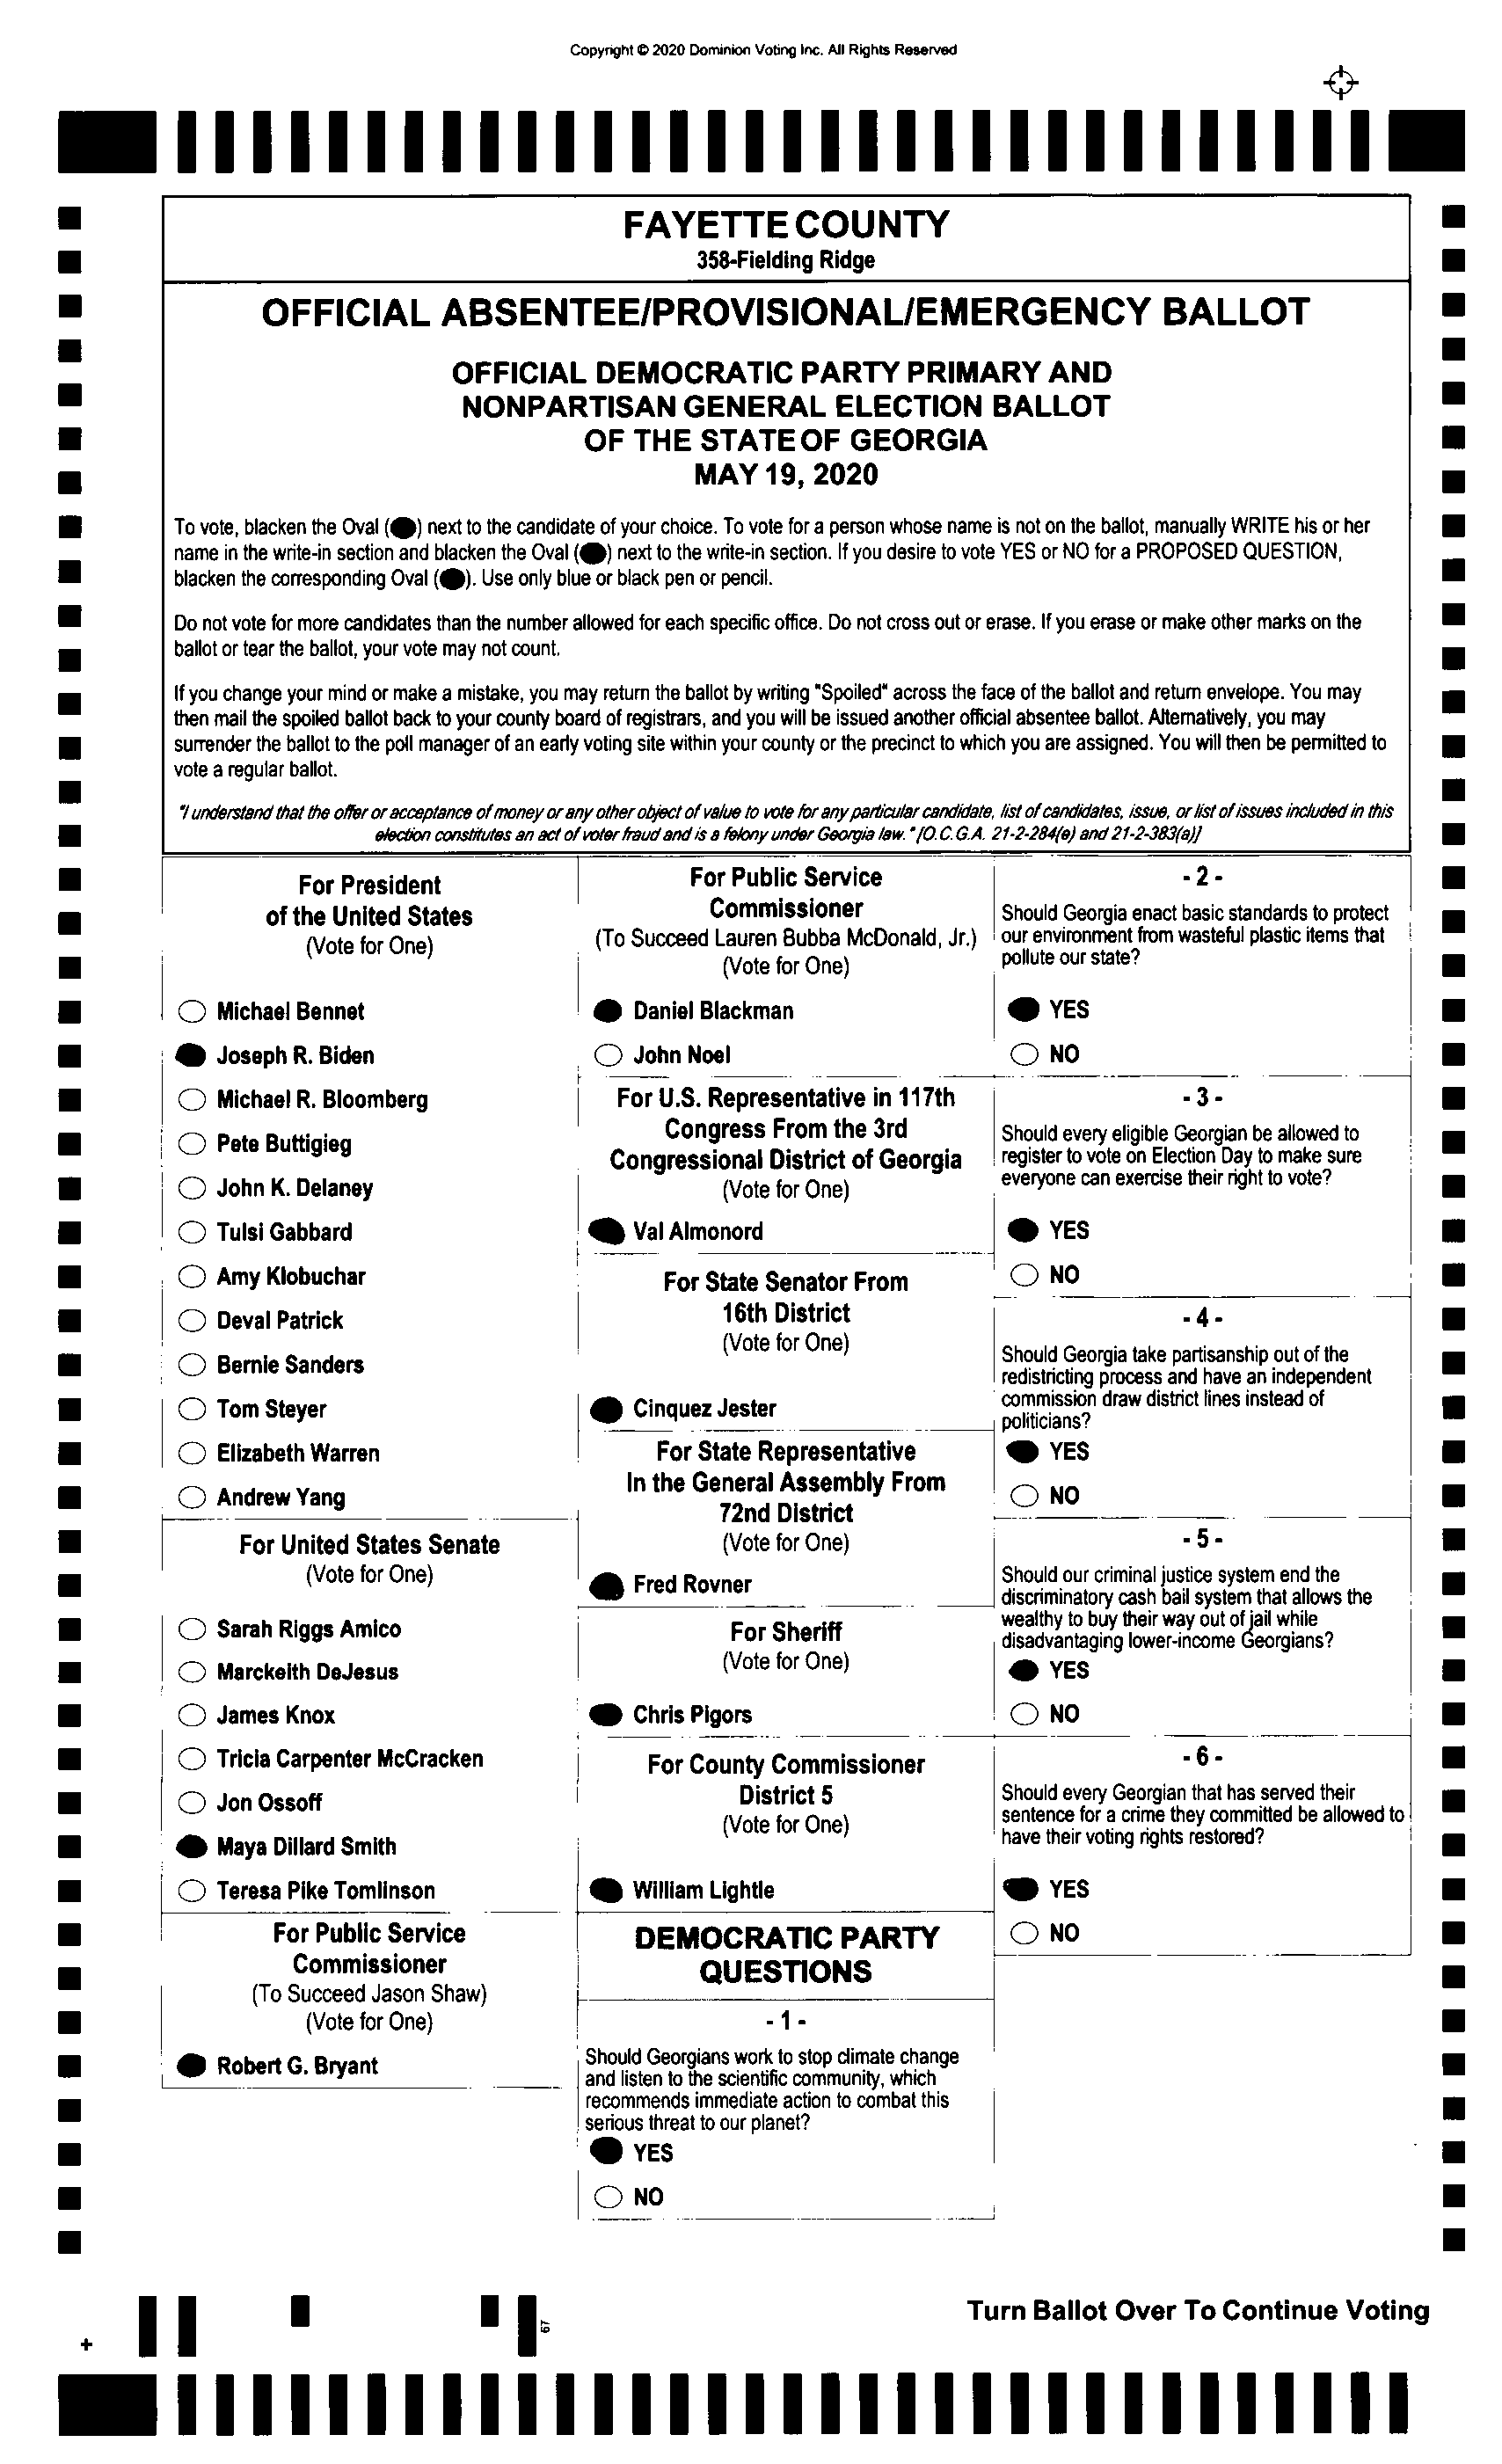 Copyright © 2020 Dominion Voting Inc. All Rights Reserved
FAYETTE COUNTY
358-Fielding Ridge
OFFICIAL ABSENTEE/PROVISIONAL/EMERGENCY BALLOT
OFFICIAL DEMOCRATIC PARTY PRIMARY AND
NONPARTISAN GENERAL ELECTION BALLOT
OF THE STATE OF GEORGIA
MAY 19, 2020
To vote, blacken the Oval (●) next to the candidate of your choice. To vote for a person whose name is not on the ballot, manually WRITE his or her
name in the write-in section and blacken the Oval (●) next to the write-in section. If you desire to vote YES or NO for a PROPOSED QUESTION,
blacken the corresponding Oval (●). Use only blue or black pen or pencil.
Do not vote for more candidates than the number allowed for each specific office. Do not cross out or erase. If you erase or make other marks on the
ballot or tear the ballot, your vote may not count.
If you change your mind or make a mistake, you may return the ballot by writing "Spoiled" across the face of the ballot and return envelope. You may
then mail the spoiled ballot back to your county board of registrars, and you will be issued another official absentee ballot. Alternatively, you may
surrender the ballot to the poll manager of an early voting site within your county or the precinct to which you are assigned. You will then be permitted to
vote a regular ballot.
"I understand that the offer or acceptance of money or any other object of value to vote for any particular candidate, list of candidates, issue, or list of issues included in this
election constitutes an act of voter fraud and is a felony under Georgia law." [O.C.G.A. 21-2-284(e) and 21-2-383(a)]
For President
of the United States
(Vote for One)
Michael Bennet
Joseph R. Biden
Michael R. Bloomberg
Pete Buttigieg
John K. Delaney
Tulsi Gabbard
Amy Klobuchar
Deval Patrick
Bernie Sanders
Tom Steyer
Elizabeth Warren
Andrew Yang
For United States Senate
(Vote for One)
Sarah Riggs Amico
Marckeith DeJesus
James Knox
Tricia Carpenter McCracken
Jon Ossoff
Maya Dillard Smith
Teresa Pike Tomlinson
For Public Service
Commissioner
(To Succeed Jason Shaw)
(Vote for One)
Robert G. Bryant
For Public Service
Commissioner
(To Succeed Lauren Bubba McDonald, Jr.)
(Vote for One)
Daniel Blackman
John Noel
For U.S. Representative in 117th
Congress From the 3rd
Congressional District of Georgia
(Vote for One)
Val Almonord
For State Senator From
16th District
(Vote for One)
Cinquez Jester
For State Representative
In the General Assembly From
72nd District
(Vote for One)
Fred Rovner
For Sheriff
(Vote for One)
Chris Pigors
For County Commissioner
District 5
(Vote for One)
William Lightle
DEMOCRATIC PARTY
QUESTIONS
- 1 -
Should Georgians work to stop climate change
and listen to the scientific community, which
recommends immediate action to combat this
serious threat to our planet?
YES
NO
- 2 -
Should Georgia enact basic standards to protect
our environment from wasteful plastic items that
pollute our state?
YES
NO
- 3 -
Should every eligible Georgian be allowed to
register to vote on Election Day to make sure
everyone can exercise their right to vote?
YES
NO
- 4 -
Should Georgia take partisanship out of the
redistricting process and have an independent
commission draw district lines instead of
politicians?
YES
NO
- 5 -
Should our criminal justice system end the
discriminatory cash bail system that allows the
wealthy to buy their way out of jail while
disadvantaging lower-income Georgians?
YES
NO
- 6 -
Should every Georgian that has served their
sentence for a crime they committed be allowed to
have their voting rights restored?
YES
NO
Turn Ballot Over To Continue Voting
67